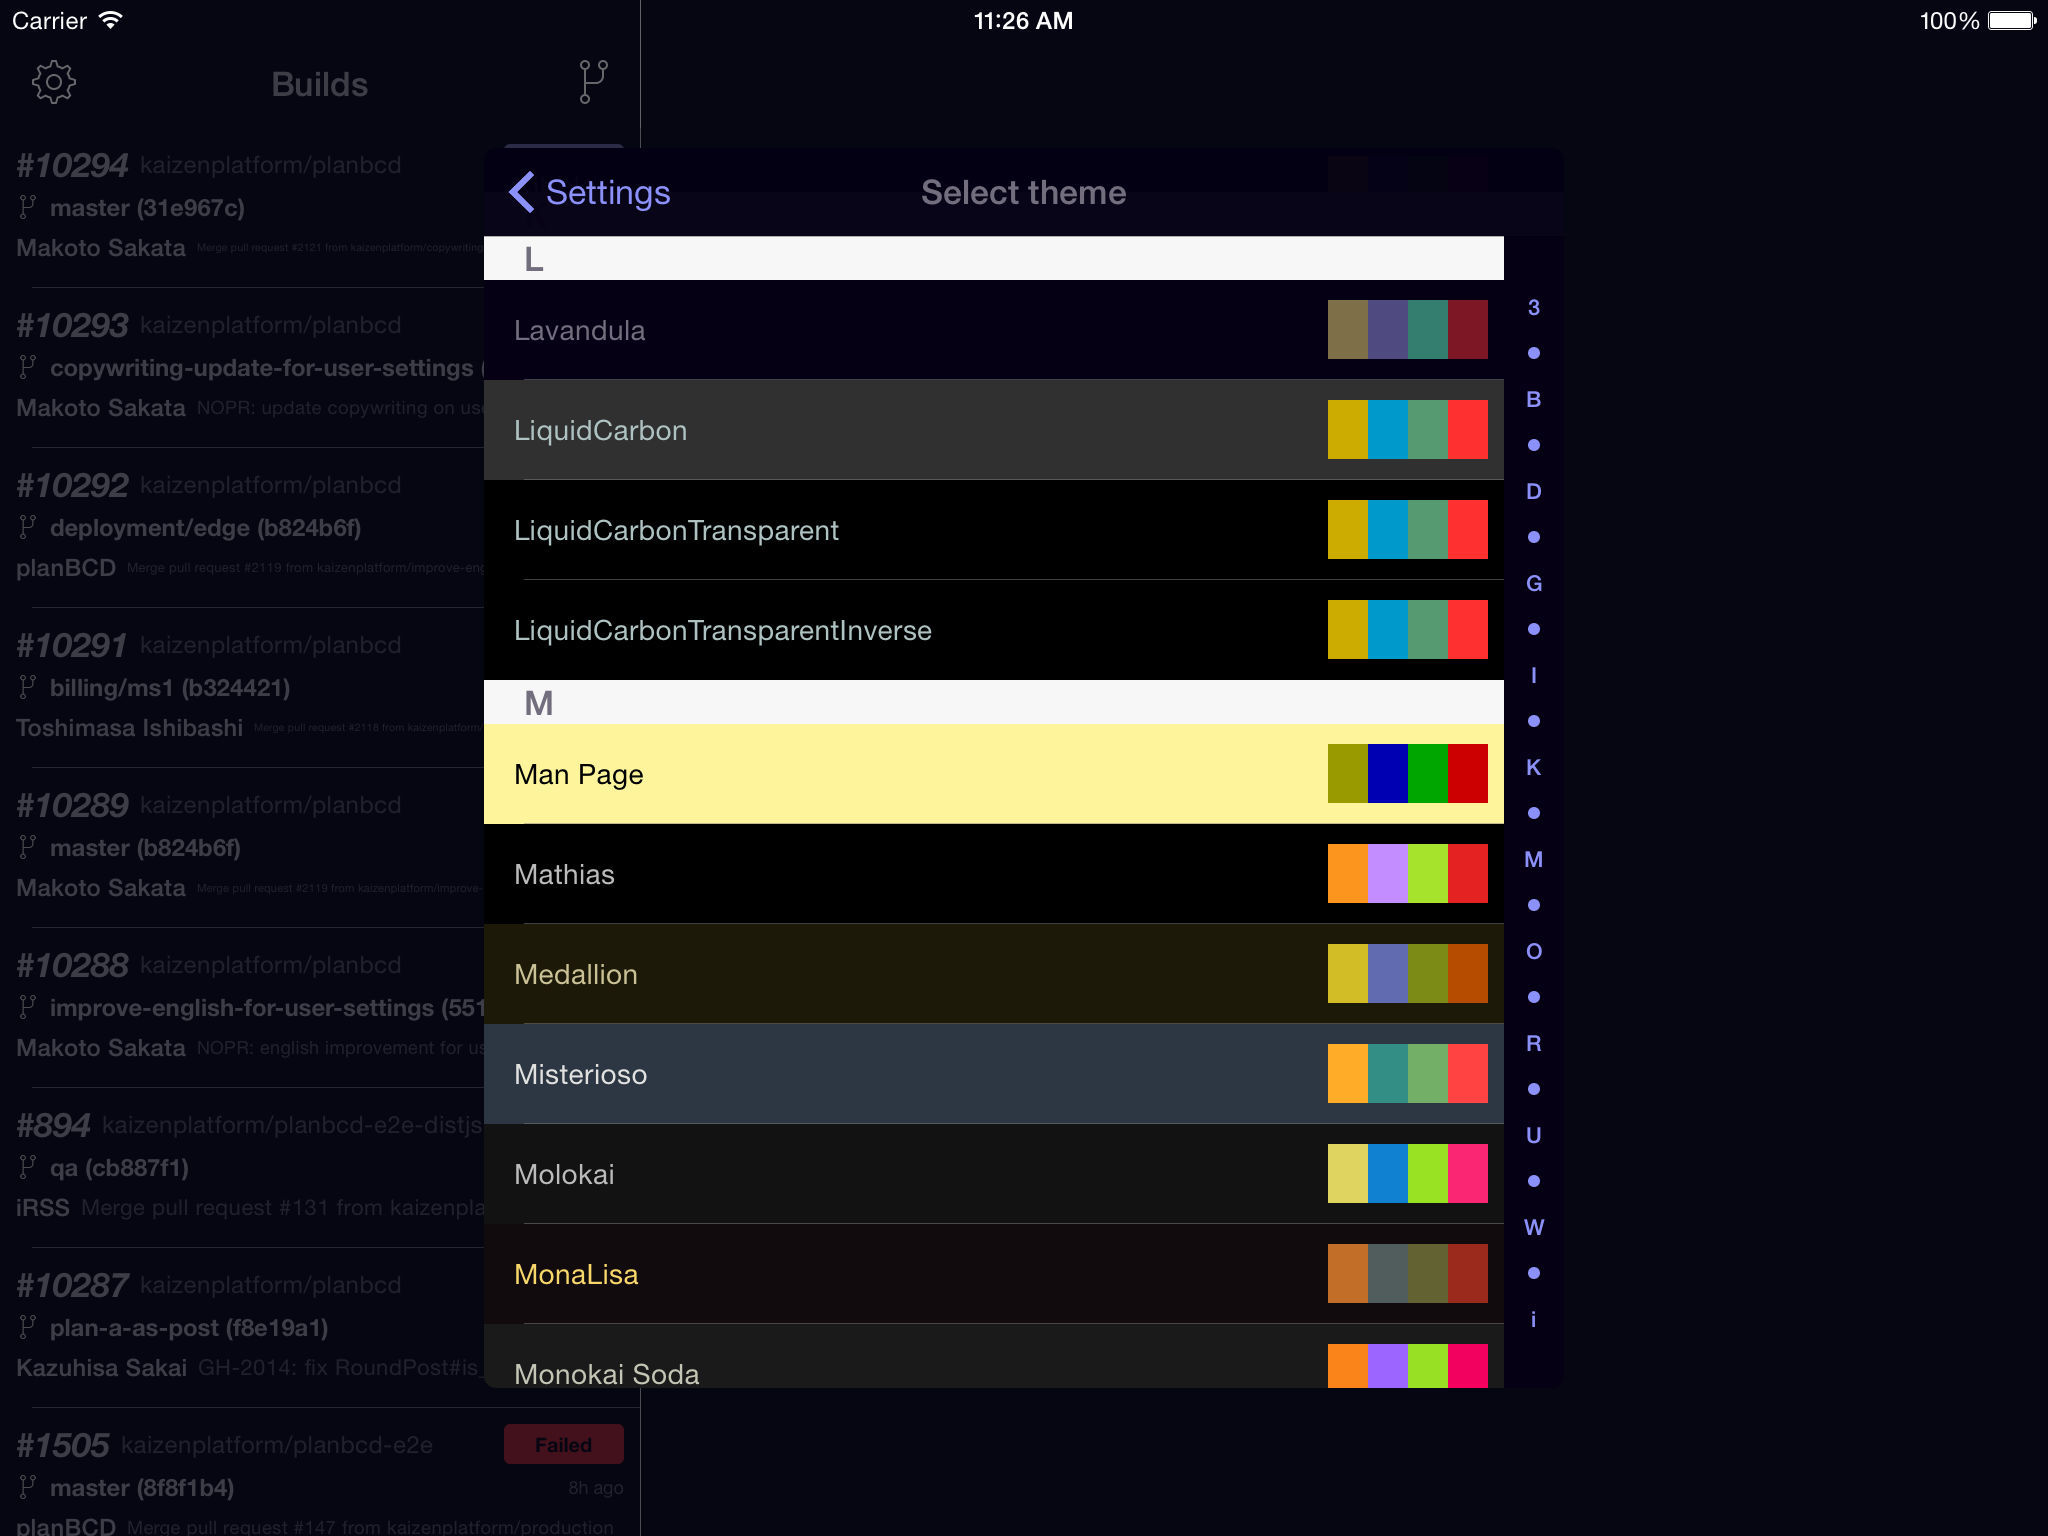 Carrier 11:26 AM 100%
Builds
#10294 kaizenplatform/planbcd
master (31e967c)
Makoto Sakata Merge pull request #2121 from kaizenplatform/copywriting
#10293 kaizenplatform/planbcd
copywriting-update-for-user-settings (
Makoto Sakata NOPR: update copywriting on us
#10292 kaizenplatform/planbcd
deployment/edge (b824b6f)
planBCD Merge pull request #2119 from kaizenplatform/improve-eng
#10291 kaizenplatform/planbcd
billing/ms1 (b324421)
Toshimasa Ishibashi Merge pull request #2118 from kaizenplatform/
#10289 kaizenplatform/planbcd
master (b824b6f)
Makoto Sakata Merge pull request #2119 from kaizenplatform/improve-
#10288 kaizenplatform/planbcd
improve-english-for-user-settings (551
Makoto Sakata NOPR: english improvement for us
#894 kaizenplatform/planbcd-e2e-distjs
qa (cb887f1)
iRSS Merge pull request #131 from kaizenpla
#10287 kaizenplatform/planbcd
plan-a-as-post (f8e19a1)
Kazuhisa Sakai GH-2014: fix RoundPost#is_
#1505 kaizenplatform/planbcd-e2e Failed
master (8f8f1b4) 8h ago
planBCD Merge pull request #147 from kaizenplatform/production
Settings Select theme
L
Lavandula
LiquidCarbon
LiquidCarbonTransparent
LiquidCarbonTransparentInverse
M
Man Page
Mathias
Medallion
Misterioso
Molokai
MonaLisa
Monokai Soda
3
B
D
G
I
K
M
O
R
U
W
i